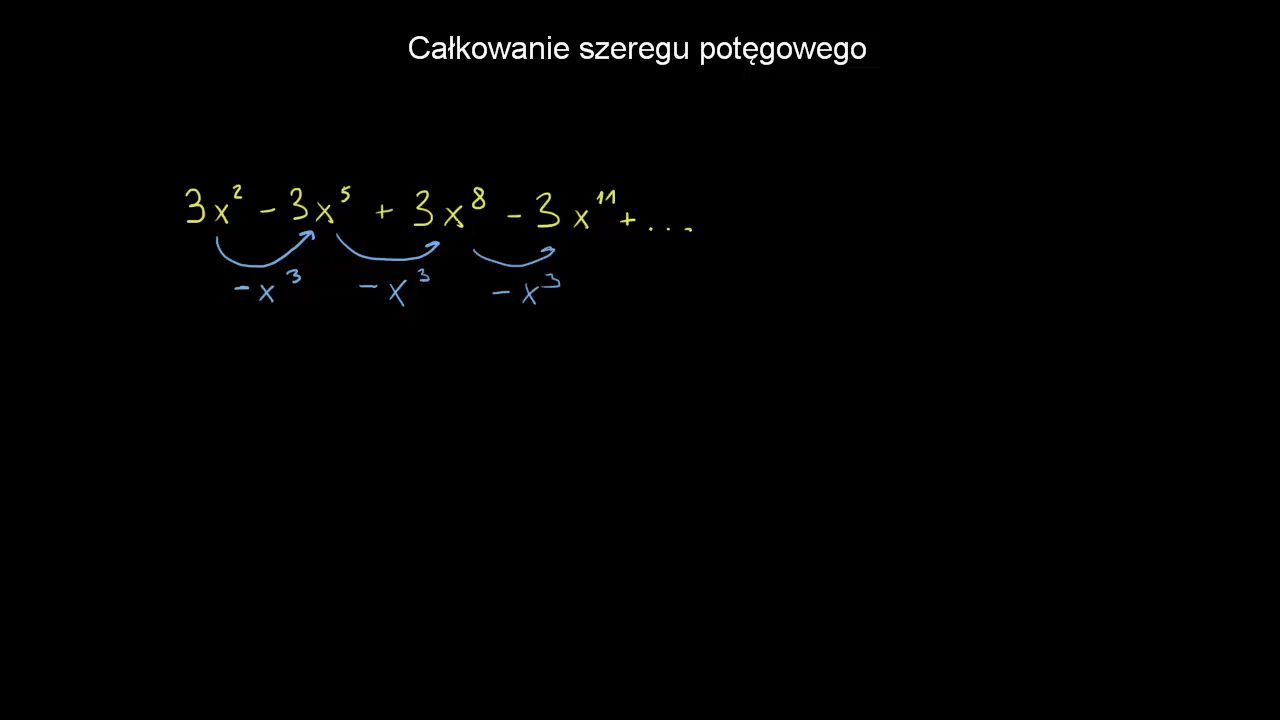 Całkowanie szeregu potęgowego
3x² - 3x⁵ + 3x⁸ - 3x¹¹ + ...
-x³ -x³ -x³